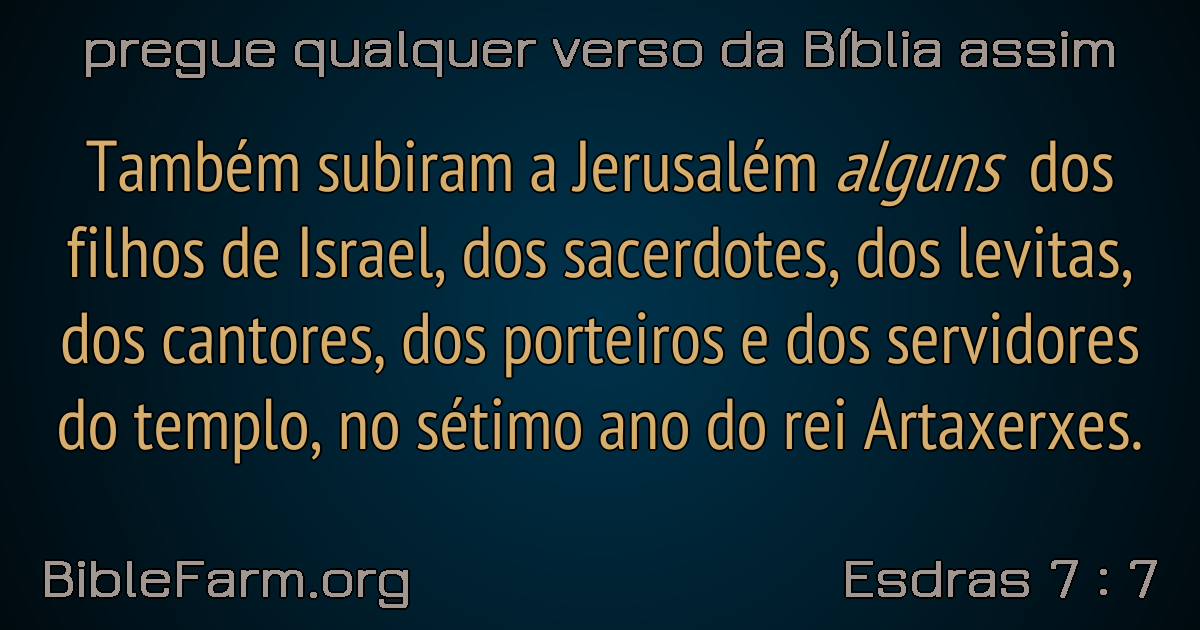 pregue qualquer verso da Bíblia assim
Também subiram a Jerusalém alguns dos
filhos de Israel, dos sacerdotes, dos levitas,
dos cantores, dos porteiros e dos servidores
do templo, no sétimo ano do rei Artaxerxes.
BibleFarm.org
Esdras 7 : 7